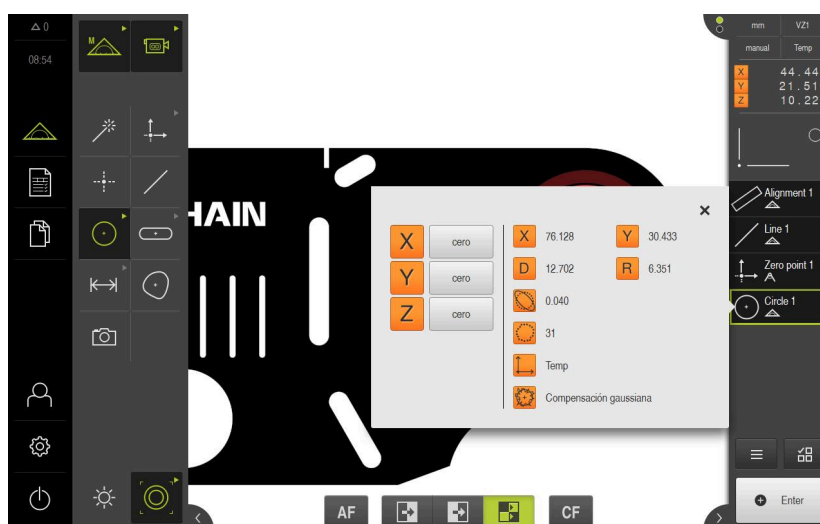 0
08:54
M
HAIN
X cero
Y cero
Z cero
X 76.128 Y 30.433
D 12.702 R 6.351
0.040
31
Temp
Compensación gaussiana
mm VZ1
manual Temp
X 44.44
Y 21.51
Z 10.22
Alignment 1
Line 1
Zero point 1
Circle 1
AF
CF
Enter